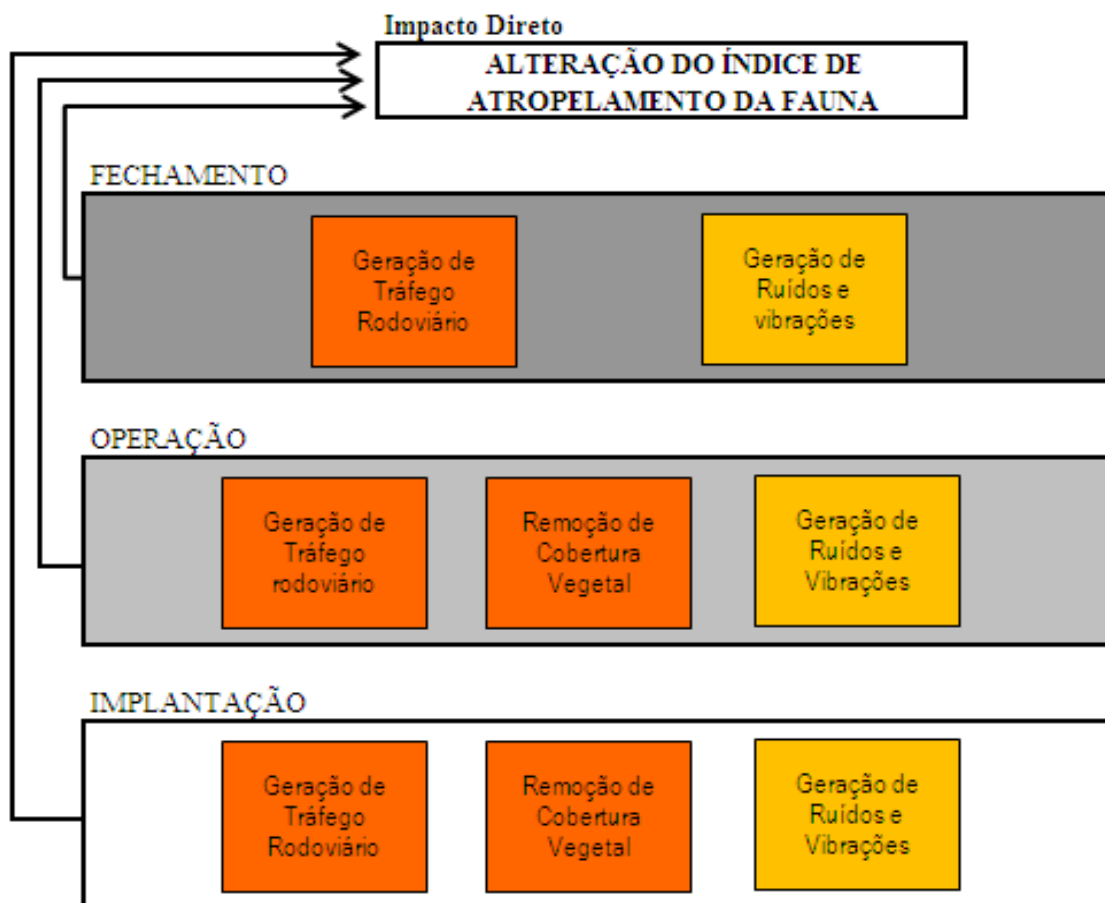 Impacto Direto
ALTERAÇÃO DO ÍNDICE DE
ATROPELAMENTO DA FAUNA
FECHAMENTO
Geração de
Tráfego
Rodoviário
Geração de
Ruídos e
vibrações
OPERAÇÃO
Geração de
Tráfego
rodoviário
Remoção de
Cobertura
Vegetal
Geração de
Ruídos e
Vibrações
IMPLANTAÇÃO
Geração de
Tráfego
Rodoviário
Remoção de
Cobertura
Vegetal
Geração de
Ruídos e
Vibrações